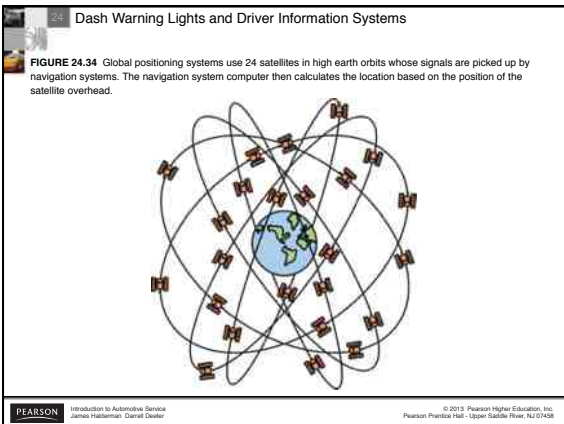 24 Dash Warning Lights and Driver Information Systems
FIGURE 24.34 Global positioning systems use 24 satellites in high earth orbits whose signals are picked up by
navigation systems. The navigation system computer then calculates the location based on the position of the
satellite overhead.
PEARSON
Introduction to Automotive Service
James Halderman Darrell Deeter
© 2013 Pearson Higher Education, Inc.
Pearson Prentice Hall - Upper Saddle River, NJ 07458